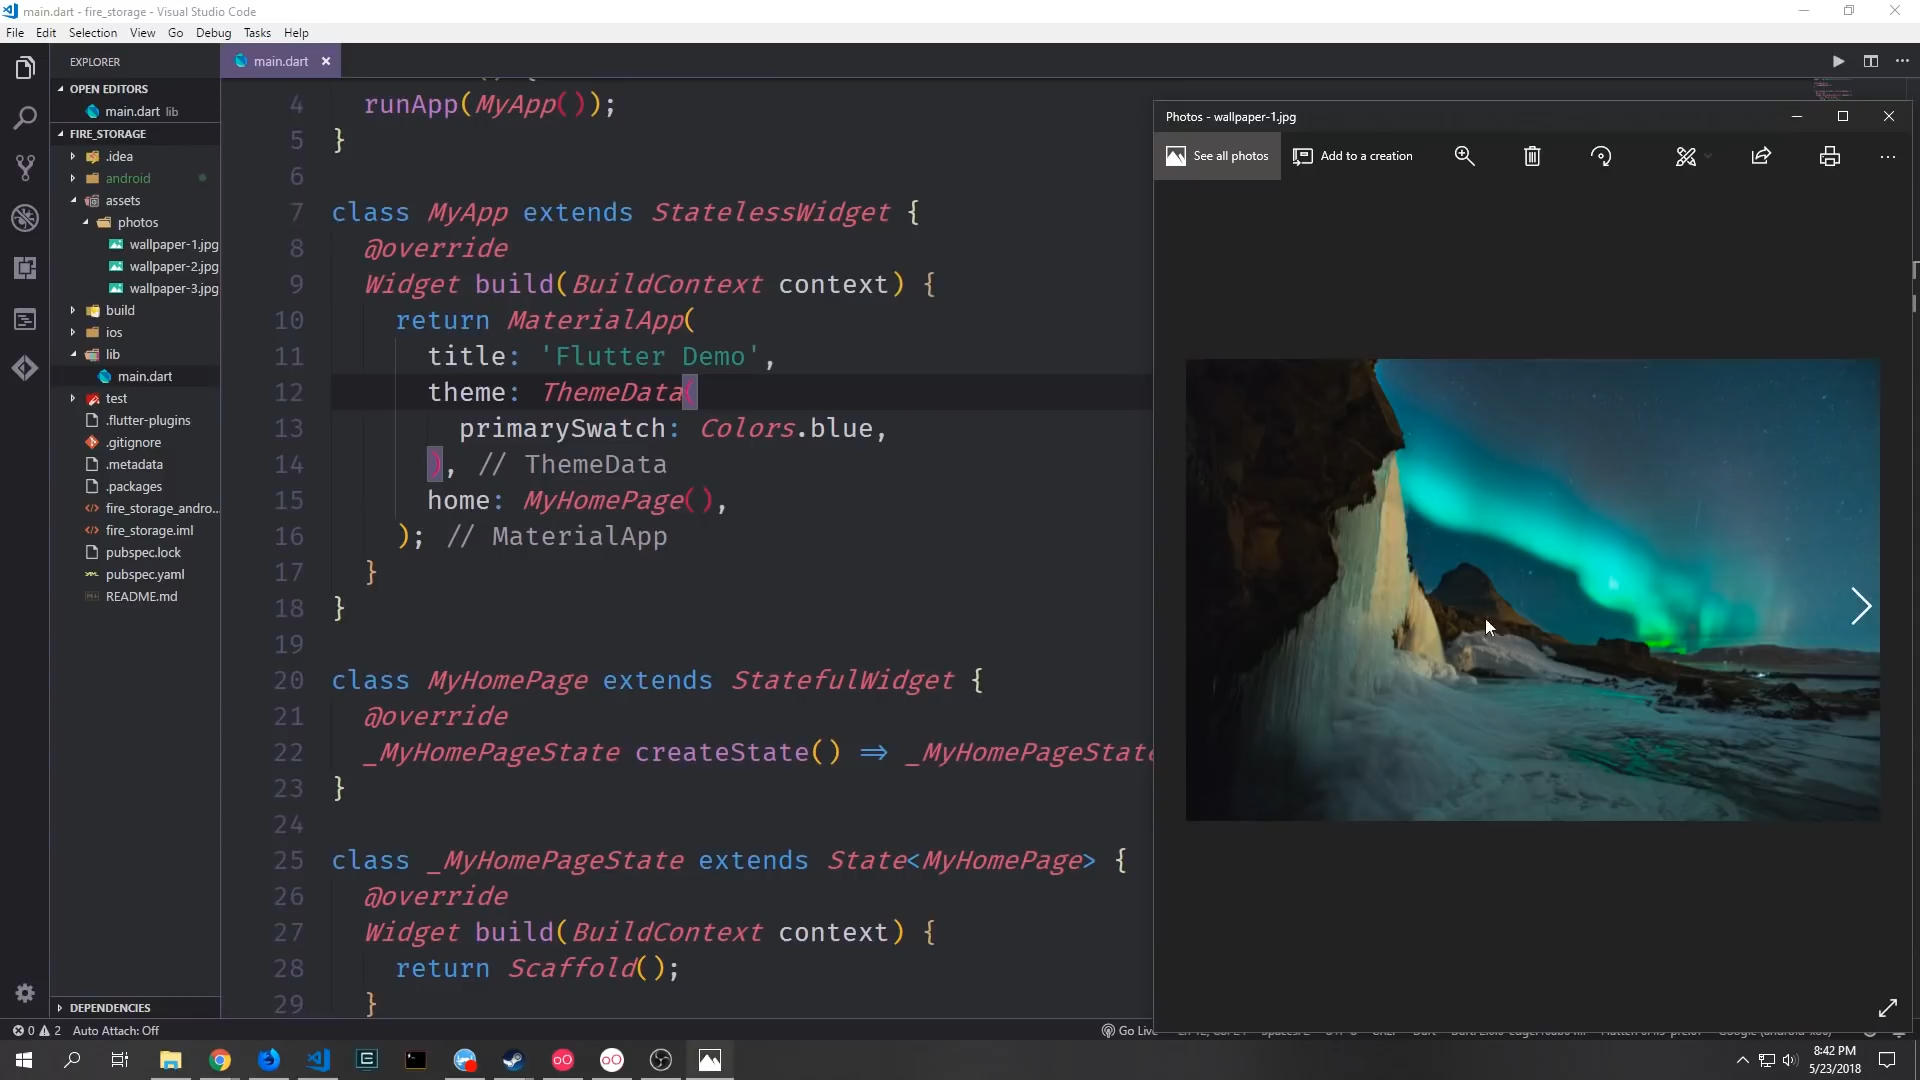 main.dart - fire_storage - Visual Studio Code
File Edit Selection View Go Debug Tasks Help
EXPLORER
OPEN EDITORS
main.dart lib
FIRE_STORAGE
.idea
android
assets
photos
wallpaper-1.jpg
wallpaper-2.jpg
wallpaper-3.jpg
build
ios
lib
main.dart
test
.flutter-plugins
.gitignore
.metadata
.packages
fire_storage_andro...
fire_storage.iml
pubspec.lock
pubspec.yaml
README.md
DEPENDENCIES
main.dart
4 runApp(MyApp());
5 }
6
7 class MyApp extends StatelessWidget {
8 @override
9 Widget build(BuildContext context) {
10 return MaterialApp(
11 title: 'Flutter Demo',
12 theme: ThemeData(
13 primarySwatch: Colors.blue,
14 ), // ThemeData
15 home: MyHomePage(),
16 ); // MaterialApp
17 }
18 }
19
20 class MyHomePage extends StatefulWidget {
21 @override
22 _MyHomePageState createState() => _MyHomePageState
23 }
24
25 class _MyHomePageState extends State<MyHomePage> {
26 @override
27 Widget build(BuildContext context) {
28 return Scaffold();
29 }
Photos - wallpaper-1.jpg
See all photos Add to a creation
0 2 Auto Attach: Off
Go Live
8:42 PM
5/23/2018